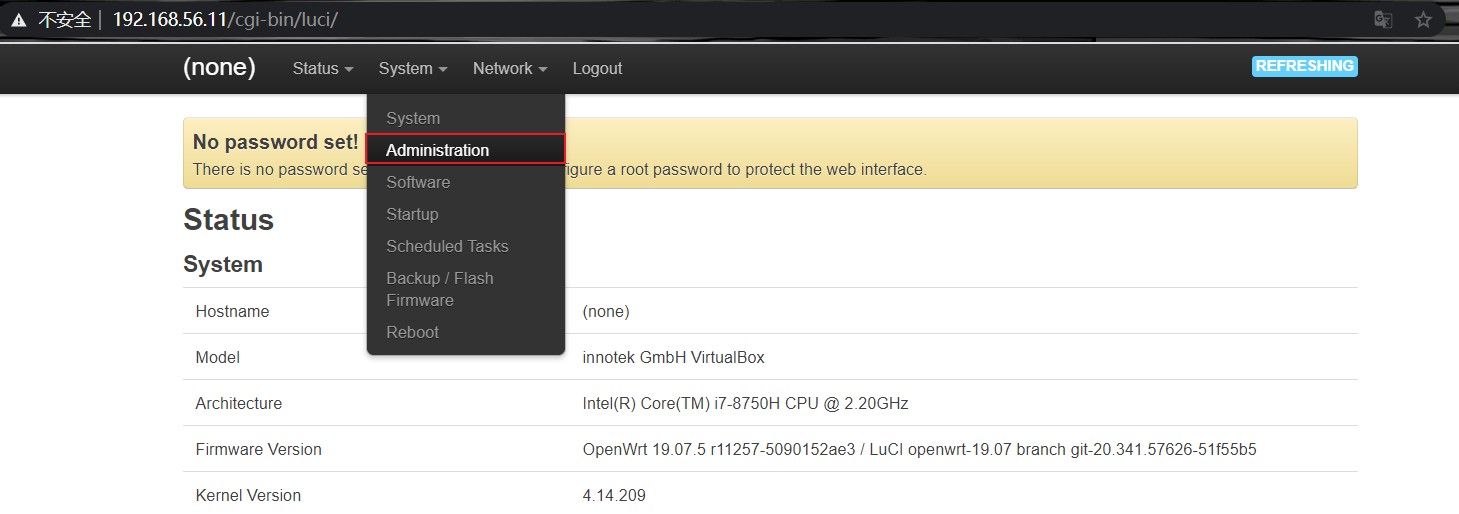 不安全 192.168.56.11/cgi-bin/luci/
(none) Status System Network Logout REFRESHING
System
Administration
Software
Startup
Scheduled Tasks
Backup / Flash
Firmware
Reboot
No password set!
There is no password se igure a root password to protect the web interface.
Status
System
Hostname (none)
Model innotek GmbH VirtualBox
Architecture Intel(R) Core(TM) i7-8750H CPU @ 2.20GHz
Firmware Version OpenWrt 19.07.5 r11257-5090152ae3 / LuCI openwrt-19.07 branch git-20.341.57626-51f55b5
Kernel Version 4.14.209